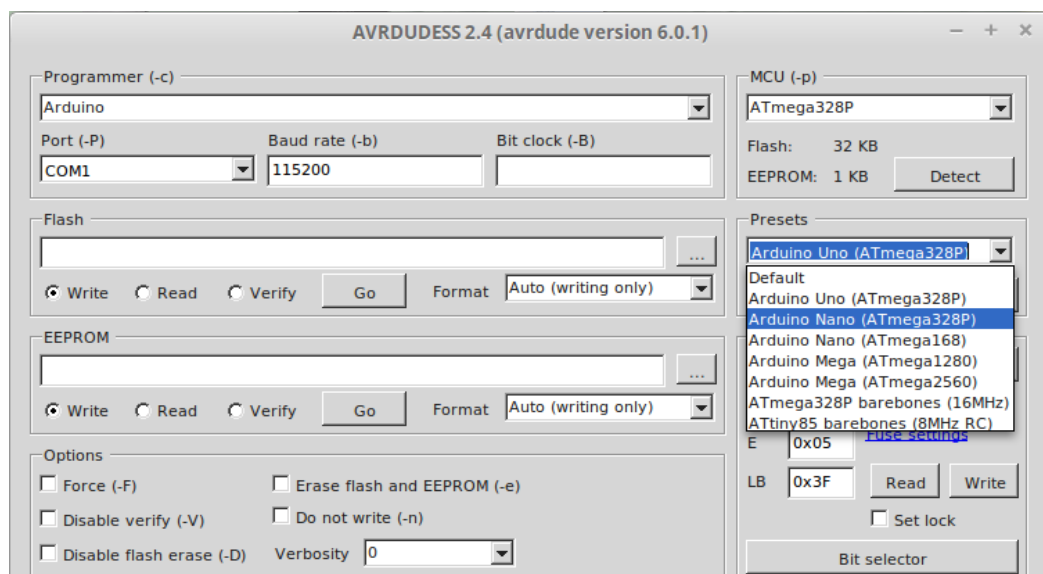 AVRDUDESS 2.4 (avrdude version 6.0.1)
Programmer (-c)
Arduino
Port (-P) Baud rate (-b) Bit clock (-B)
COM1 115200
MCU (-p)
ATmega328P
Flash: 32 KB
EEPROM: 1 KB Detect
Flash
...
Write Read Verify Go Format Auto (writing only)
Presets
Arduino Uno (ATmega328P)
Default
Arduino Uno (ATmega328P)
Arduino Nano (ATmega328P)
Arduino Nano (ATmega168)
Arduino Mega (ATmega1280)
Arduino Mega (ATmega2560)
ATmega328P barebones (16MHz)
ATtiny85 barebones (8MHz RC)
EEPROM
...
Write Read Verify Go Format Auto (writing only)
E 0x05 Fuse settings
LB 0x3F Read Write
Set lock
Bit selector
Options
Force (-F) Erase flash and EEPROM (-e)
Disable verify (-V) Do not write (-n)
Disable flash erase (-D) Verbosity 0